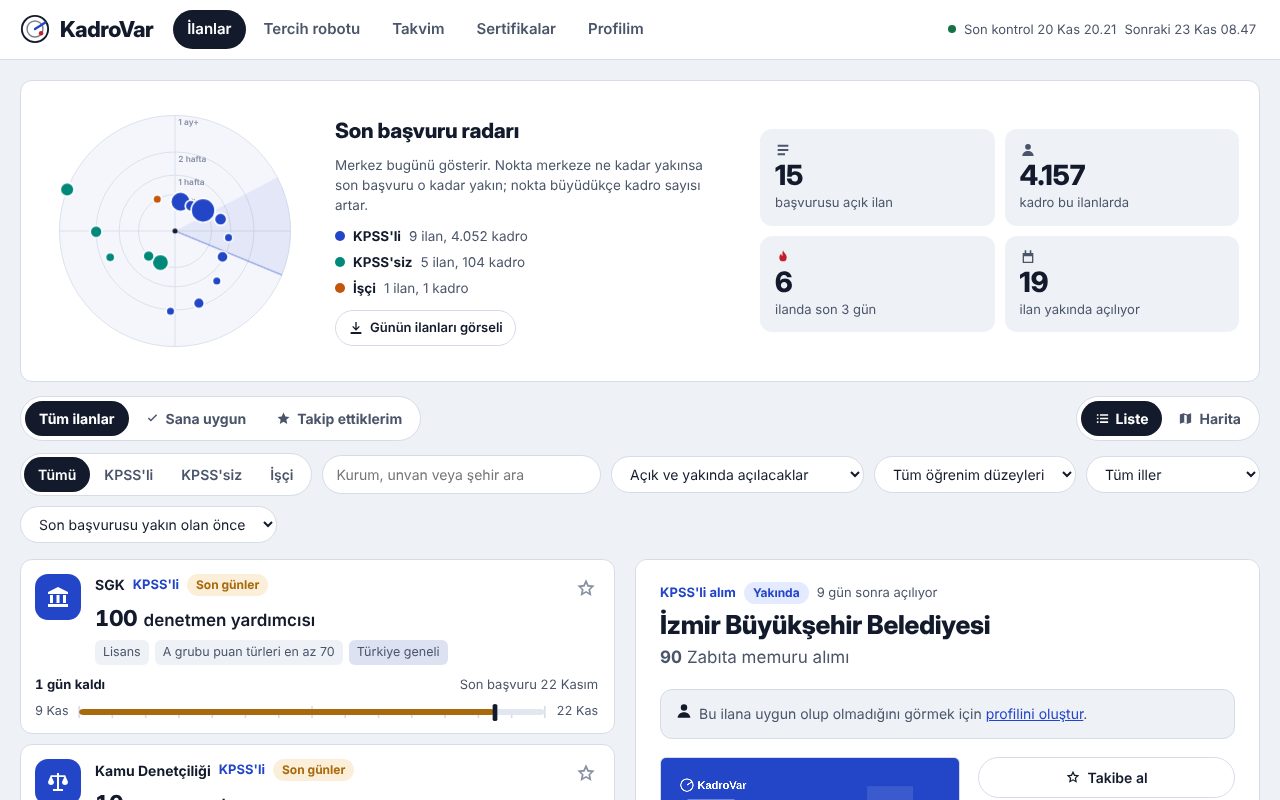 KadroVar
İlanlar
Tercih robotu
Takvim
Sertifikalar
Profilim
Son kontrol 20 Kas 20.21 Sonraki 23 Kas 08.47
1 ay+
2 hafta
1 hafta
Son başvuru radarı
Merkez bugünü gösterir. Nokta merkeze ne kadar yakınsa
son başvuru o kadar yakın; nokta büyüdükçe kadro sayısı
artar.
KPSS'li 9 ilan, 4.052 kadro
KPSS'siz 5 ilan, 104 kadro
İşçi 1 ilan, 1 kadro
Günün ilanları görseli
15
başvurusu açık ilan
4.157
kadro bu ilanlarda
6
ilanda son 3 gün
19
ilan yakında açılıyor
Tüm ilanlar
Sana uygun
Takip ettiklerim
Liste
Harita
Tümü
KPSS'li
KPSS'siz
İşçi
Kurum, unvan veya şehir ara
Açık ve yakında açılacaklar
Tüm öğrenim düzeyleri
Tüm iller
Son başvurusu yakın olan önce
SGK KPSS'li Son günler
100 denetmen yardımcısı
Lisans
A grubu puan türleri en az 70
Türkiye geneli
1 gün kaldı
Son başvuru 22 Kasım
9 Kas
22 Kas
Kamu Denetçiliği KPSS'li Son günler
KPSS'li alım Yakında 9 gün sonra açılıyor
İzmir Büyükşehir Belediyesi
90 Zabıta memuru alımı
Bu ilana uygun olup olmadığını görmek için profilini oluştur.
KadroVar
Takibe al